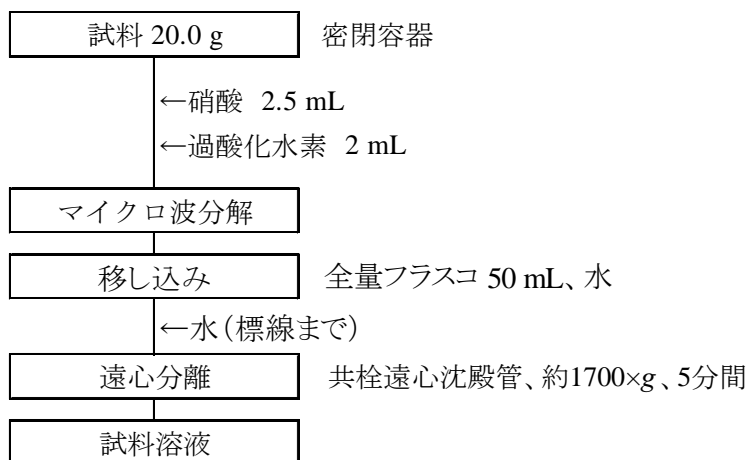 試料 20.0 g 密閉容器
←硝酸 2.5 mL
←過酸化水素 2 mL
マイクロ波分解
移し込み 全量フラスコ 50 mL、水
←水(標線まで)
遠心分離 共栓遠心沈殿管、約1700×g、5分間
試料溶液